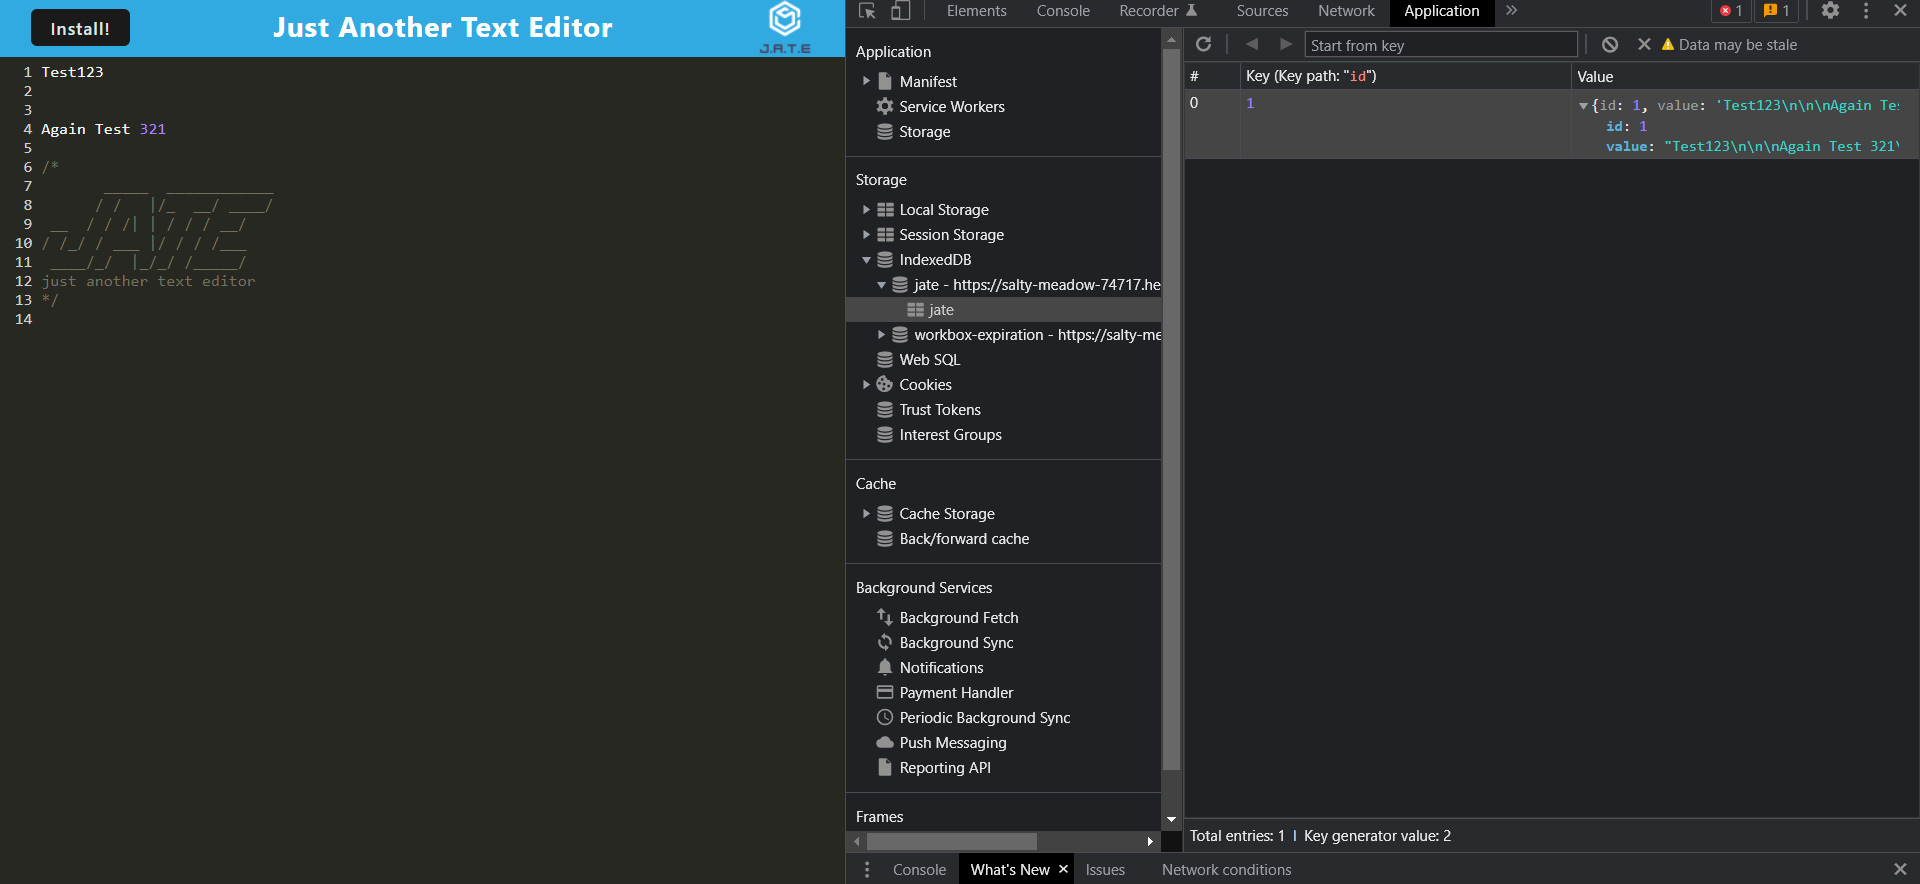 Install!
Just Another Text Editor
J.A.T.E
1 Test123
2
3
4 Again Test 321
5
6 /*
7         _____  ____________
8       / /   |/_  __/ ____/
9  __  / / /| | / / / __/
10 / /_/ / ___ |/ / / /___
11  ____/_/  |_/_/ /_____/
12 just another text editor
13 */
14
Elements Console Recorder Sources Network Application » 1 1
Application
Manifest
Service Workers
Storage
Storage
Local Storage
Session Storage
IndexedDB
jate - https://salty-meadow-74717.he
jate
workbox-expiration - https://salty-me
Web SQL
Cookies
Trust Tokens
Interest Groups
Cache
Cache Storage
Back/forward cache
Background Services
Background Fetch
Background Sync
Notifications
Payment Handler
Periodic Background Sync
Push Messaging
Reporting API
Frames
Start from key
Data may be stale
# Key (Key path: "id") Value
0 1 {id: 1, value: 'Test123\n\n\nAgain Te
id: 1
value: "Test123\n\n\nAgain Test 321\
Total entries: 1 | Key generator value: 2
Console What's New × Issues Network conditions